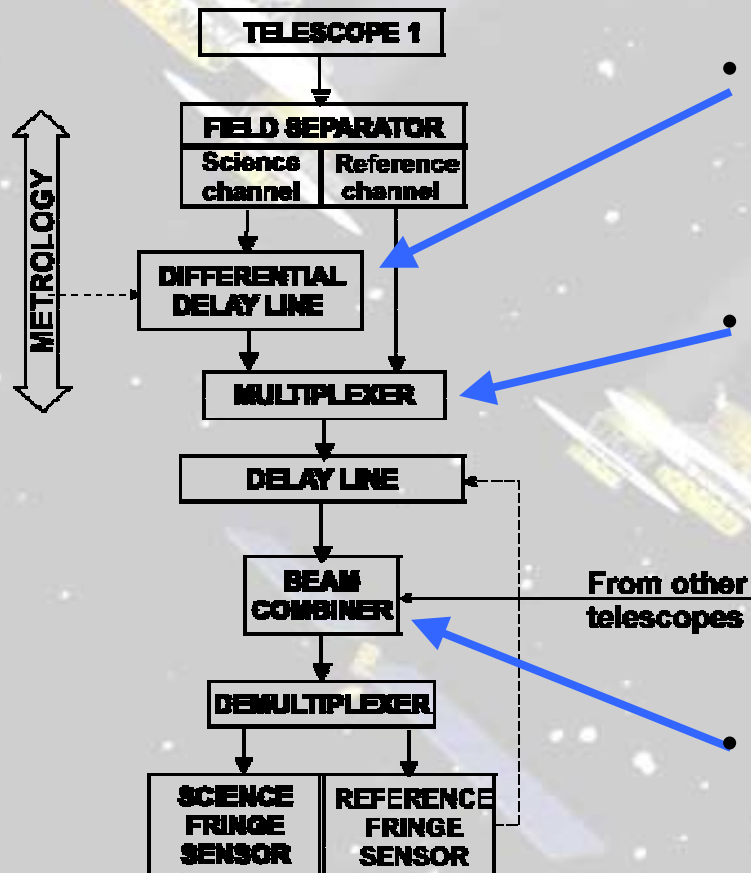 TELESCOPE 1
FIELD SEPARATOR
Science
channel
Reference
channel
METROLOGY
DIFFERENTIAL
DELAY LINE
MULTIPLEXER
DELAY LINE
BEAM
COMBINER
From other
telescopes
DEMULTIPLEXER
SCIENCE
FRINGE
SENSOR
REFERENCE
FRINGE
SENSOR